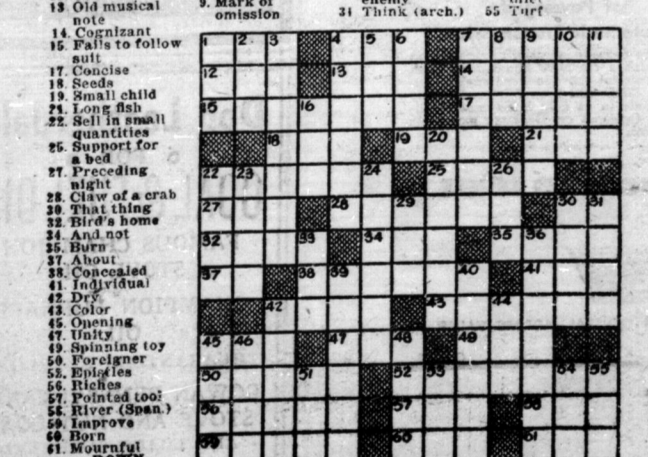 13. Old musical
note
14. Cognizant
15. Fails to follow
suit
17. Concise
18. Seeds
19. Small child
21. Long fish
22. Sell in small
quantities
25. Support for
a bed
27. Preceding
night
28. Claw of a crab
30. That thing
32. Bird's home
34. And not
35. Burn
37. About
38. Concealed
41. Individual
42. Dry
43. Color
45. Opening
47. Unity
49. Spinning toy
50. Foreigner
52. Epistles
56. Riches
57. Pointed tool
58. River (Span.)
59. Improve
60. Born
61. Mournful
DOWN
9. Mark of
omission
enemy
31 Think (arch.)
55 Turf
1 2 3 4 5 6 7 8 9 10 11
12 13 14
15 16 17
18 19 20 21
22 23 24 25 26
27 28 29 30 31
32 33 34 35 36
37 38 39 40 41
42 43 44
45 46 47 48 49
50 51 52 53 54 55
56 57 58
59 60 61